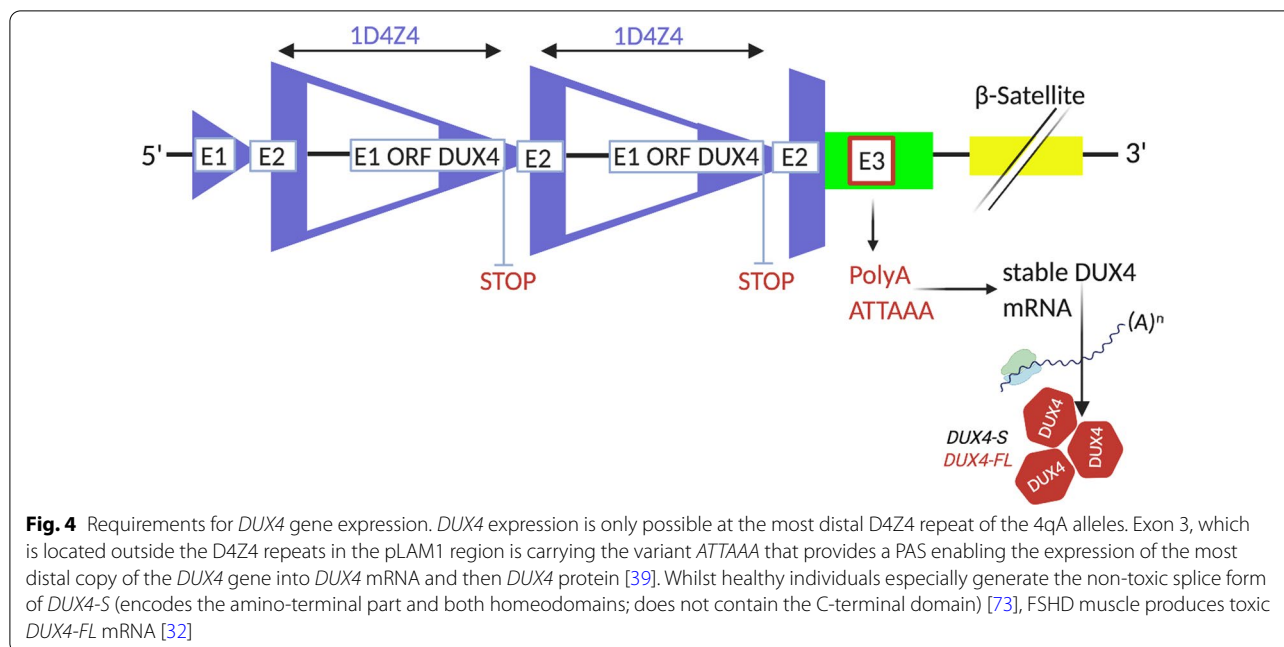 1D4Z4 1D4Z4
β-Satellite
5' E1 E2 E1 ORF DUX4 E2 E1 ORF DUX4 E2 E3 3'
STOP STOP
PolyA
ATTAAA
stable DUX4
mRNA
(A)ⁿ
DUX4-S
DUX4-FL
DUX4
DUX4
DUX4
Fig. 4 Requirements for DUX4 gene expression. DUX4 expression is only possible at the most distal D4Z4 repeat of the 4qA alleles. Exon 3, which
is located outside the D4Z4 repeats in the pLAM1 region is carrying the variant ATTAAA that provides a PAS enabling the expression of the most
distal copy of the DUX4 gene into DUX4 mRNA and then DUX4 protein [39]. Whilst healthy individuals especially generate the non-toxic splice form
of DUX4-S (encodes the amino-terminal part and both homeodomains; does not contain the C-terminal domain) [73], FSHD muscle produces toxic
DUX4-FL mRNA [32]